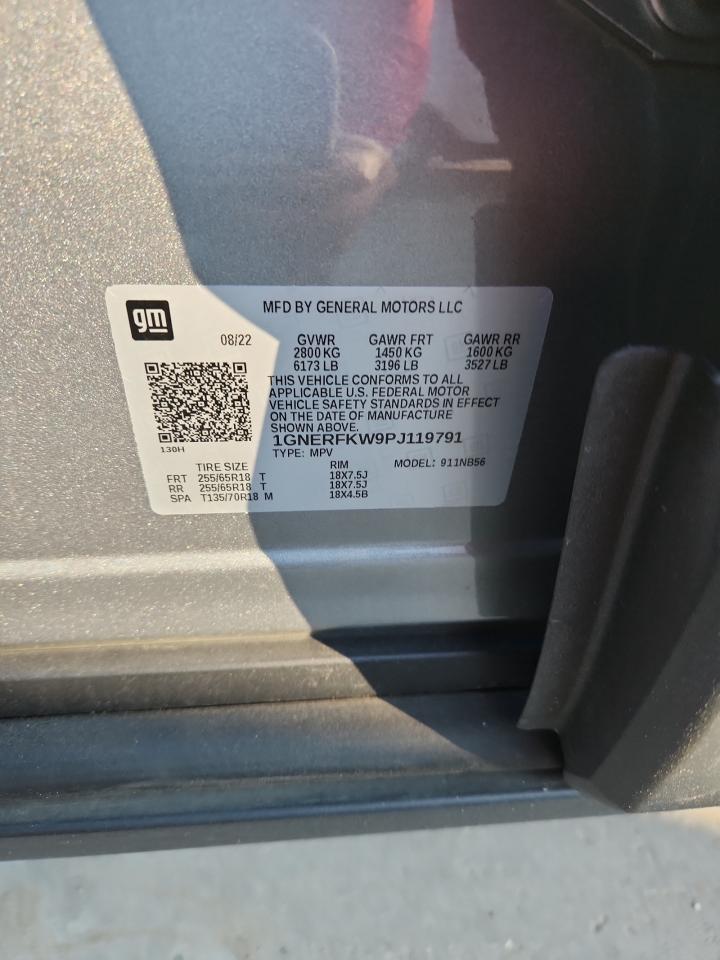 gm
MFD BY GENERAL MOTORS LLC
08/22 GVWR GAWR FRT GAWR RR
2800 KG 1450 KG 1600 KG
6173 LB 3196 LB 3527 LB
THIS VEHICLE CONFORMS TO ALL
APPLICABLE U.S. FEDERAL MOTOR
VEHICLE SAFETY STANDARDS IN EFFECT
ON THE DATE OF MANUFACTURE
SHOWN ABOVE.
1GNERFKW9PJ119791
130H
TYPE: MPV MODEL: 911NB56
TIRE SIZE RIM
FRT 255/65R18 T 18X7.5J
RR 255/65R18 T 18X7.5J
SPA T135/70R18 M 18X4.5B